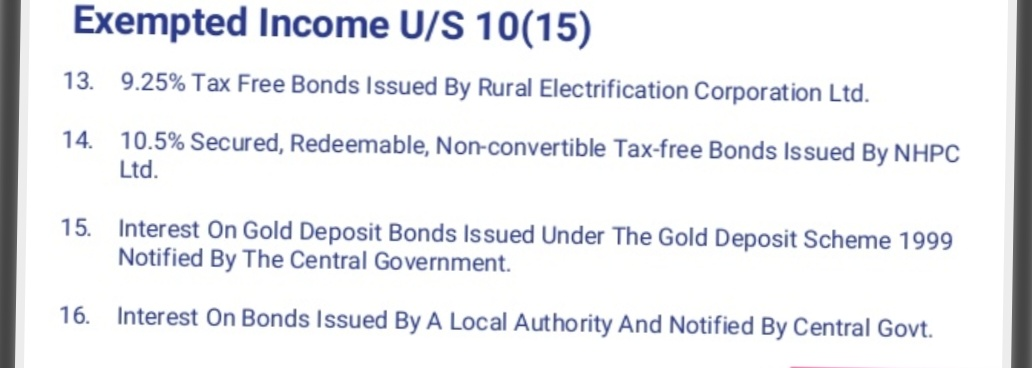 Exempted Income U/S 10(15)
13. 9.25% Tax Free Bonds Issued By Rural Electrification Corporation Ltd.
14. 10.5% Secured, Redeemable, Non-convertible Tax-free Bonds Issued By NHPC
Ltd.
15. Interest On Gold Deposit Bonds Issued Under The Gold Deposit Scheme 1999
Notified By The Central Government.
16. Interest On Bonds Issued By A Local Authority And Notified By Central Govt.